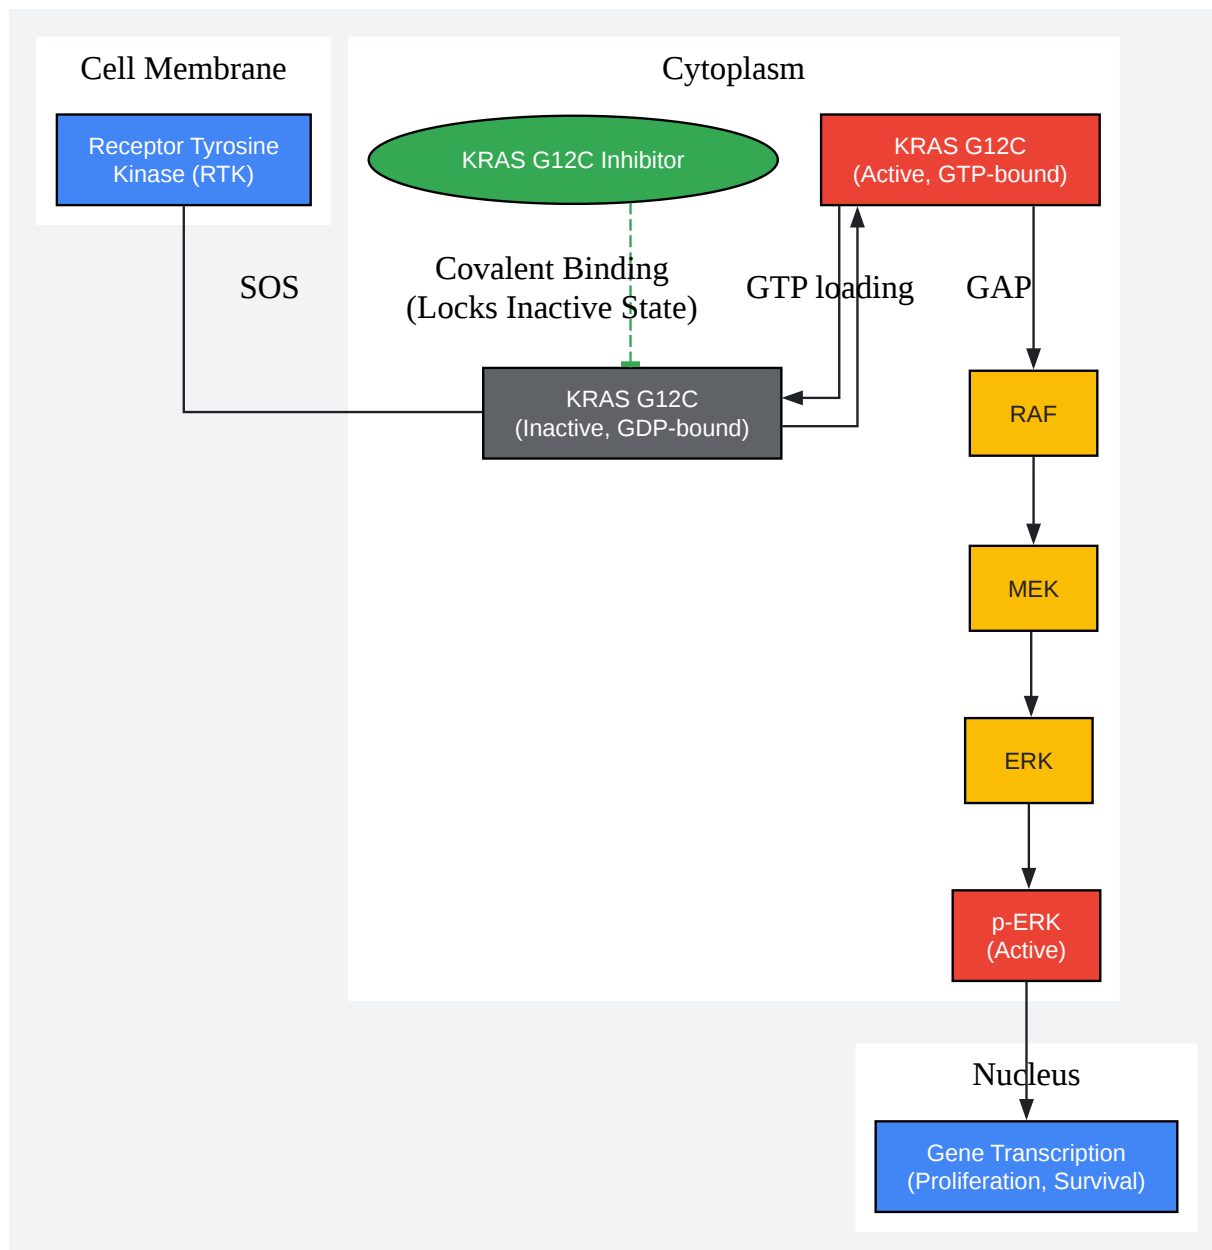 Cell Membrane
Cytoplasm
Receptor Tyrosine
Kinase (RTK)
KRAS G12C Inhibitor
KRAS G12C
(Active, GTP-bound)
SOS
Covalent Binding
(Locks Inactive State)
GTP loading
GAP
KRAS G12C
(Inactive, GDP-bound)
RAF
MEK
ERK
p-ERK
(Active)
Nucleus
Gene Transcription
(Proliferation, Survival)